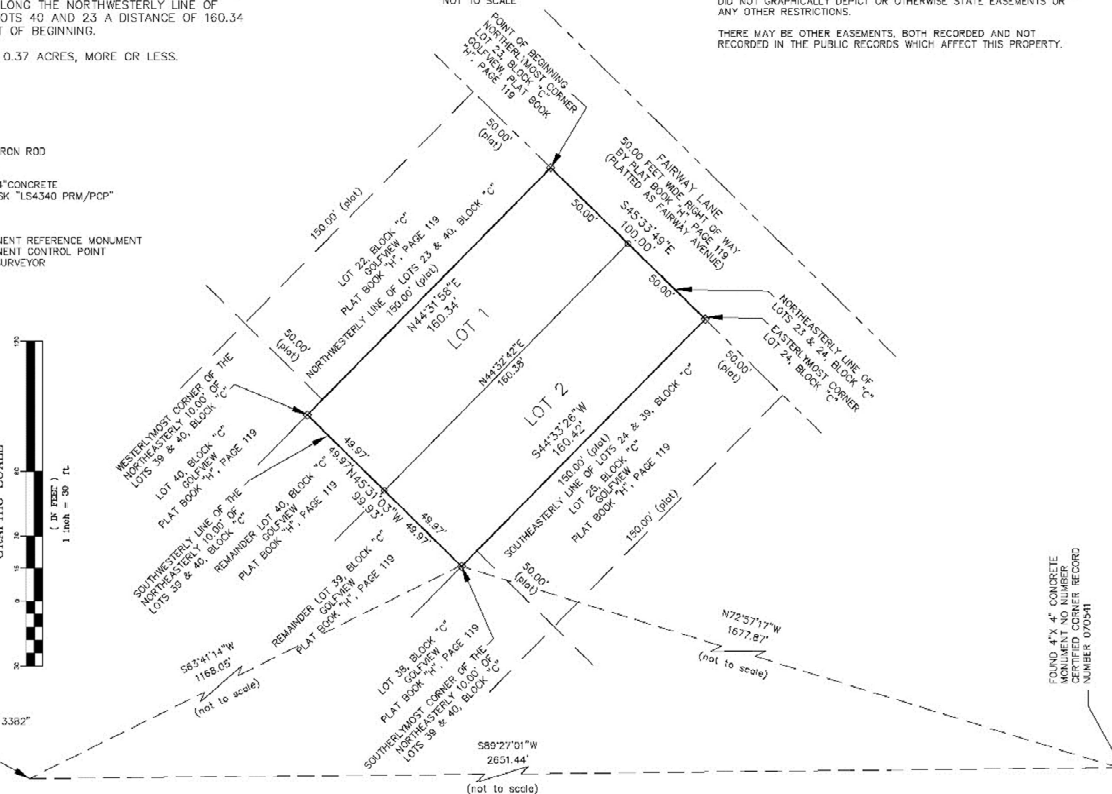 LONG THE NORTHWESTERLY LINE OF
OTS 40 AND 23 A DISTANCE OF 160.34
T OF BEGINNING.
0.37 ACRES, MORE OR LESS.
NOT TO SCALE
DID NOT GRAPHICALLY DEPICT OR OTHERWISE STATE EASEMENTS OR
ANY OTHER RESTRICTIONS.
THERE MAY BE OTHER EASEMENTS, BOTH RECORDED AND NOT
RECORDED IN THE PUBLIC RECORDS WHICH AFFECT THIS PROPERTY.
RON ROD
4"CONCRETE
SK "LS4340 PRM/PCP"
NENT REFERENCE MONUMENT
NENT CONTROL POINT
SURVEYOR
POINT OF BEGINNING
NORTHERLYMOST CORNER
LOT 23, BLOCK "C"
GOLFVIEW, PLAT BOOK
"H", PAGE 119
50.00'
(plat)
150.00' (plat)
FAIRWAY LANE
50.00 FEET WIDE RIGHT OF WAY
BY PLAT BOOK "H", PAGE 119
(PLATTED AS FAIRWAY AVENUE)
S45°33'49"E
100.00'
50.00'
50.00'
LOT 22, BLOCK "C"
GOLFVIEW
PLAT BOOK "H", PAGE 119
NORTHWESTERLY LINE OF LOTS 23 & 40, BLOCK "C"
150.00' (plat)
N44°31'58"E
160.34'
LOT 1
N44°32'42"E
160.38'
LOT 2
S44°33'26"W
160.42'
150.00' (plat)
SOUTHEASTERLY LINE OF LOTS 24 & 39, BLOCK "C"
LOT 25, BLOCK "C"
GOLFVIEW
PLAT BOOK "H", PAGE 119
150.00' (plat)
NORTHEASTERLY LINE OF
LOTS 23 & 24, BLOCK "C"
EASTERLYMOST CORNER
LOT 24, BLOCK "C"
50.00'
(plat)
50.00'
(plat)
WESTERLYMOST CORNER OF THE
NORTHEASTERLY 10.00' OF
LOTS 39 & 40, BLOCK "C"
LOT 40, BLOCK "C"
GOLFVIEW
PLAT BOOK "H", PAGE 119
SOUTHWESTERLY LINE OF THE
NORTHEASTERLY 10.00' OF
LOTS 39 & 40, BLOCK "C"
49.97'
49.97'
N45°31'03"W
99.93'
49.97'
49.97'
REMAINDER LOT 40, BLOCK "C"
GOLFVIEW
PLAT BOOK "H", PAGE 119
REMAINDER LOT 39, BLOCK "C"
GOLFVIEW
PLAT BOOK "H", PAGE 119
50.00'
(plat)
LOT 38, BLOCK "C"
GOLFVIEW
PLAT BOOK "H", PAGE 119
SOUTHERLYMOST CORNER OF THE
NORTHEASTERLY 10.00' OF
LOTS 39 & 40, BLOCK "C"
S63°41'14"W
1168.05'
(not to scale)
N72°57'17"W
1677.87'
(not to scale)
S89°27'01"W
2651.44'
(not to scale)
FOUND 4"X 4" CONCRETE
MONUMENT NO NUMBER
CERTIFIED CORNER RECORD
NUMBER 070541
( IN FEET )
1 inch = 30 ft
3382"